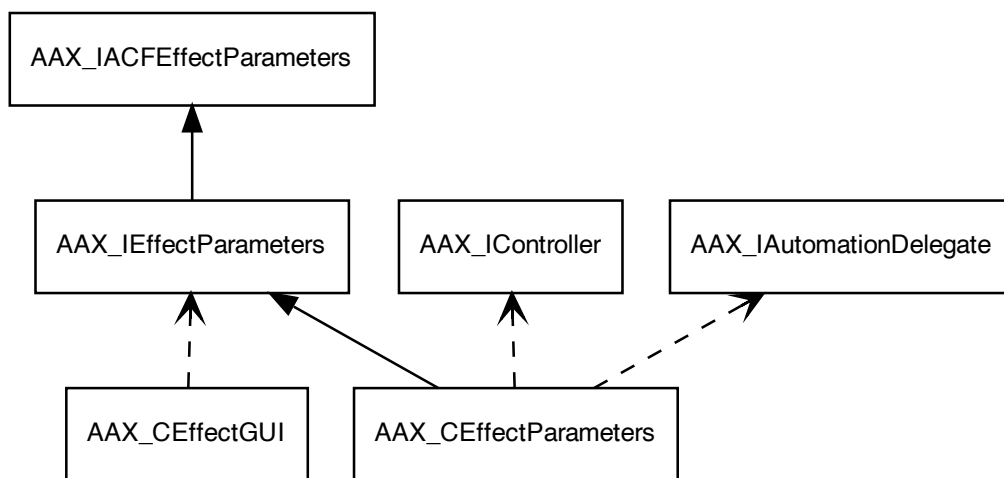 AAX_IACFEffectParameters
AAX_IEffectParameters
AAX_IController
AAX_IAutomationDelegate
AAX_CEffectGUI
AAX_CEffectParameters